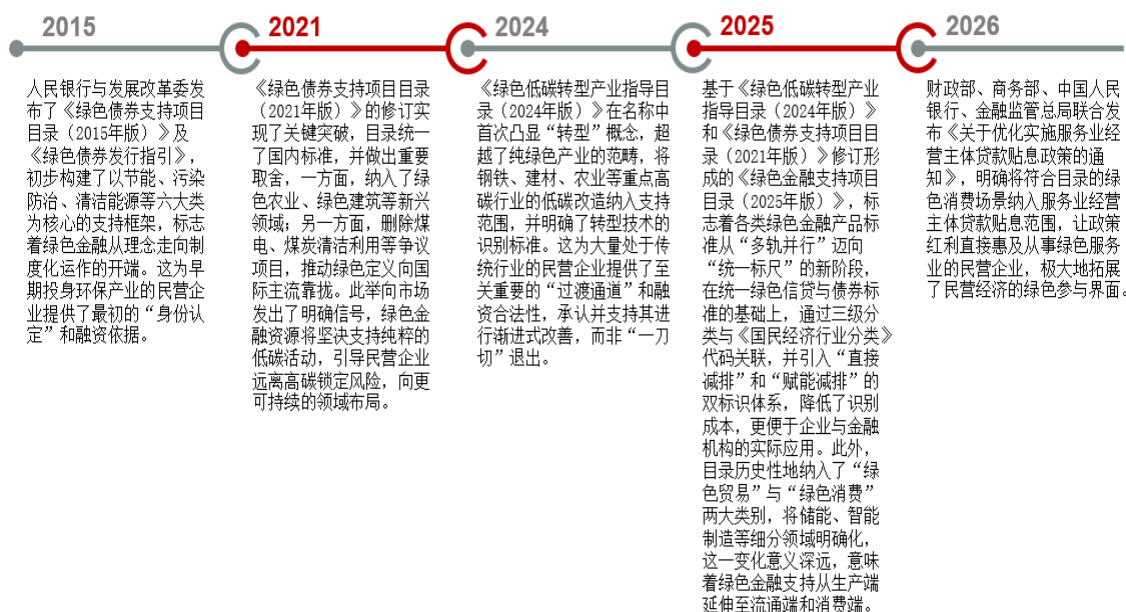 2015
人民银行与发展改革委发
布了《绿色债券支持项目
目录（2015年版）》及
《绿色债券发行指引》，
初步构建了以节能、污染
防治、清洁能源等六大类
为核心的支持框架，标志
着绿色金融从理念走向制
度化运作的开端。这为早
期投身环保产业的民营企
业提供了最初的“身份认
定”和融资依据。
2021
《绿色债券支持项目目录
（2021年版）》的修订实
现了关键突破，目录统一
了国内标准，并做出重要
取舍，一方面，纳入了绿
色农业、绿色建筑等新兴
领域；另一方面，删除煤
电、煤炭清洁利用等争议
项目，推动绿色定义向国
际主流靠拢。此举向市场
发出了明确信号，绿色金
融资源将坚决支持纯粹的
低碳活动，引导民营企业
远离高碳锁定风险，向更
可持续的领域布局。
2024
《绿色低碳转型产业指导目
录（2024年版）》在名称中
首次凸显“转型”概念，超
越了纯绿色产业的范畴，将
钢铁、建材、农业等重点高
碳行业的低碳改造纳入支持
范围，并明确了转型技术的
识别标准。这为大量处于传
统行业的民营企业提供了至
关重要的“过渡通道”和融
资合法性，承认并支持其进
行渐进式改善，而非“一刀
切”退出。
2025
基于《绿色低碳转型产业
指导目录（2024年版）》
和《绿色债券支持项目目
录（2021年版）》修订形
成的《绿色金融支持项目
目录（2025年版）》，标
志着各类绿色金融产品标
准从“多轨并行”迈向
“统一标尺”的新阶段，
在统一绿色信贷与债券标
准的基础上，通过三级分
类与《国民经济行业分类》
代码关联，并引入“直接
减排”和“赋能减排”的
双标识体系，降低了识别
成本，更便于企业与金融
机构的实际应用。此外，
目录历史性地纳入了“绿
色贸易”与“绿色消费”
两大类别，将储能、智能
制造等细分领域明确化，
这一变化意义深远，意味
着绿色金融支持从生产端
延伸至流通端和消费端。
2026
财政部、商务部、中国人民
银行、金融监管总局联合发
布《关于优化实施服务业经
营主体贷款贴息政策的通
知》，明确将符合目录的绿
色消费场景纳入服务业经营
主体贷款贴息范围，让政策
红利直接惠及从事绿色服务
业的民营企业，极大地拓展
了民营经济的绿色参与界面。